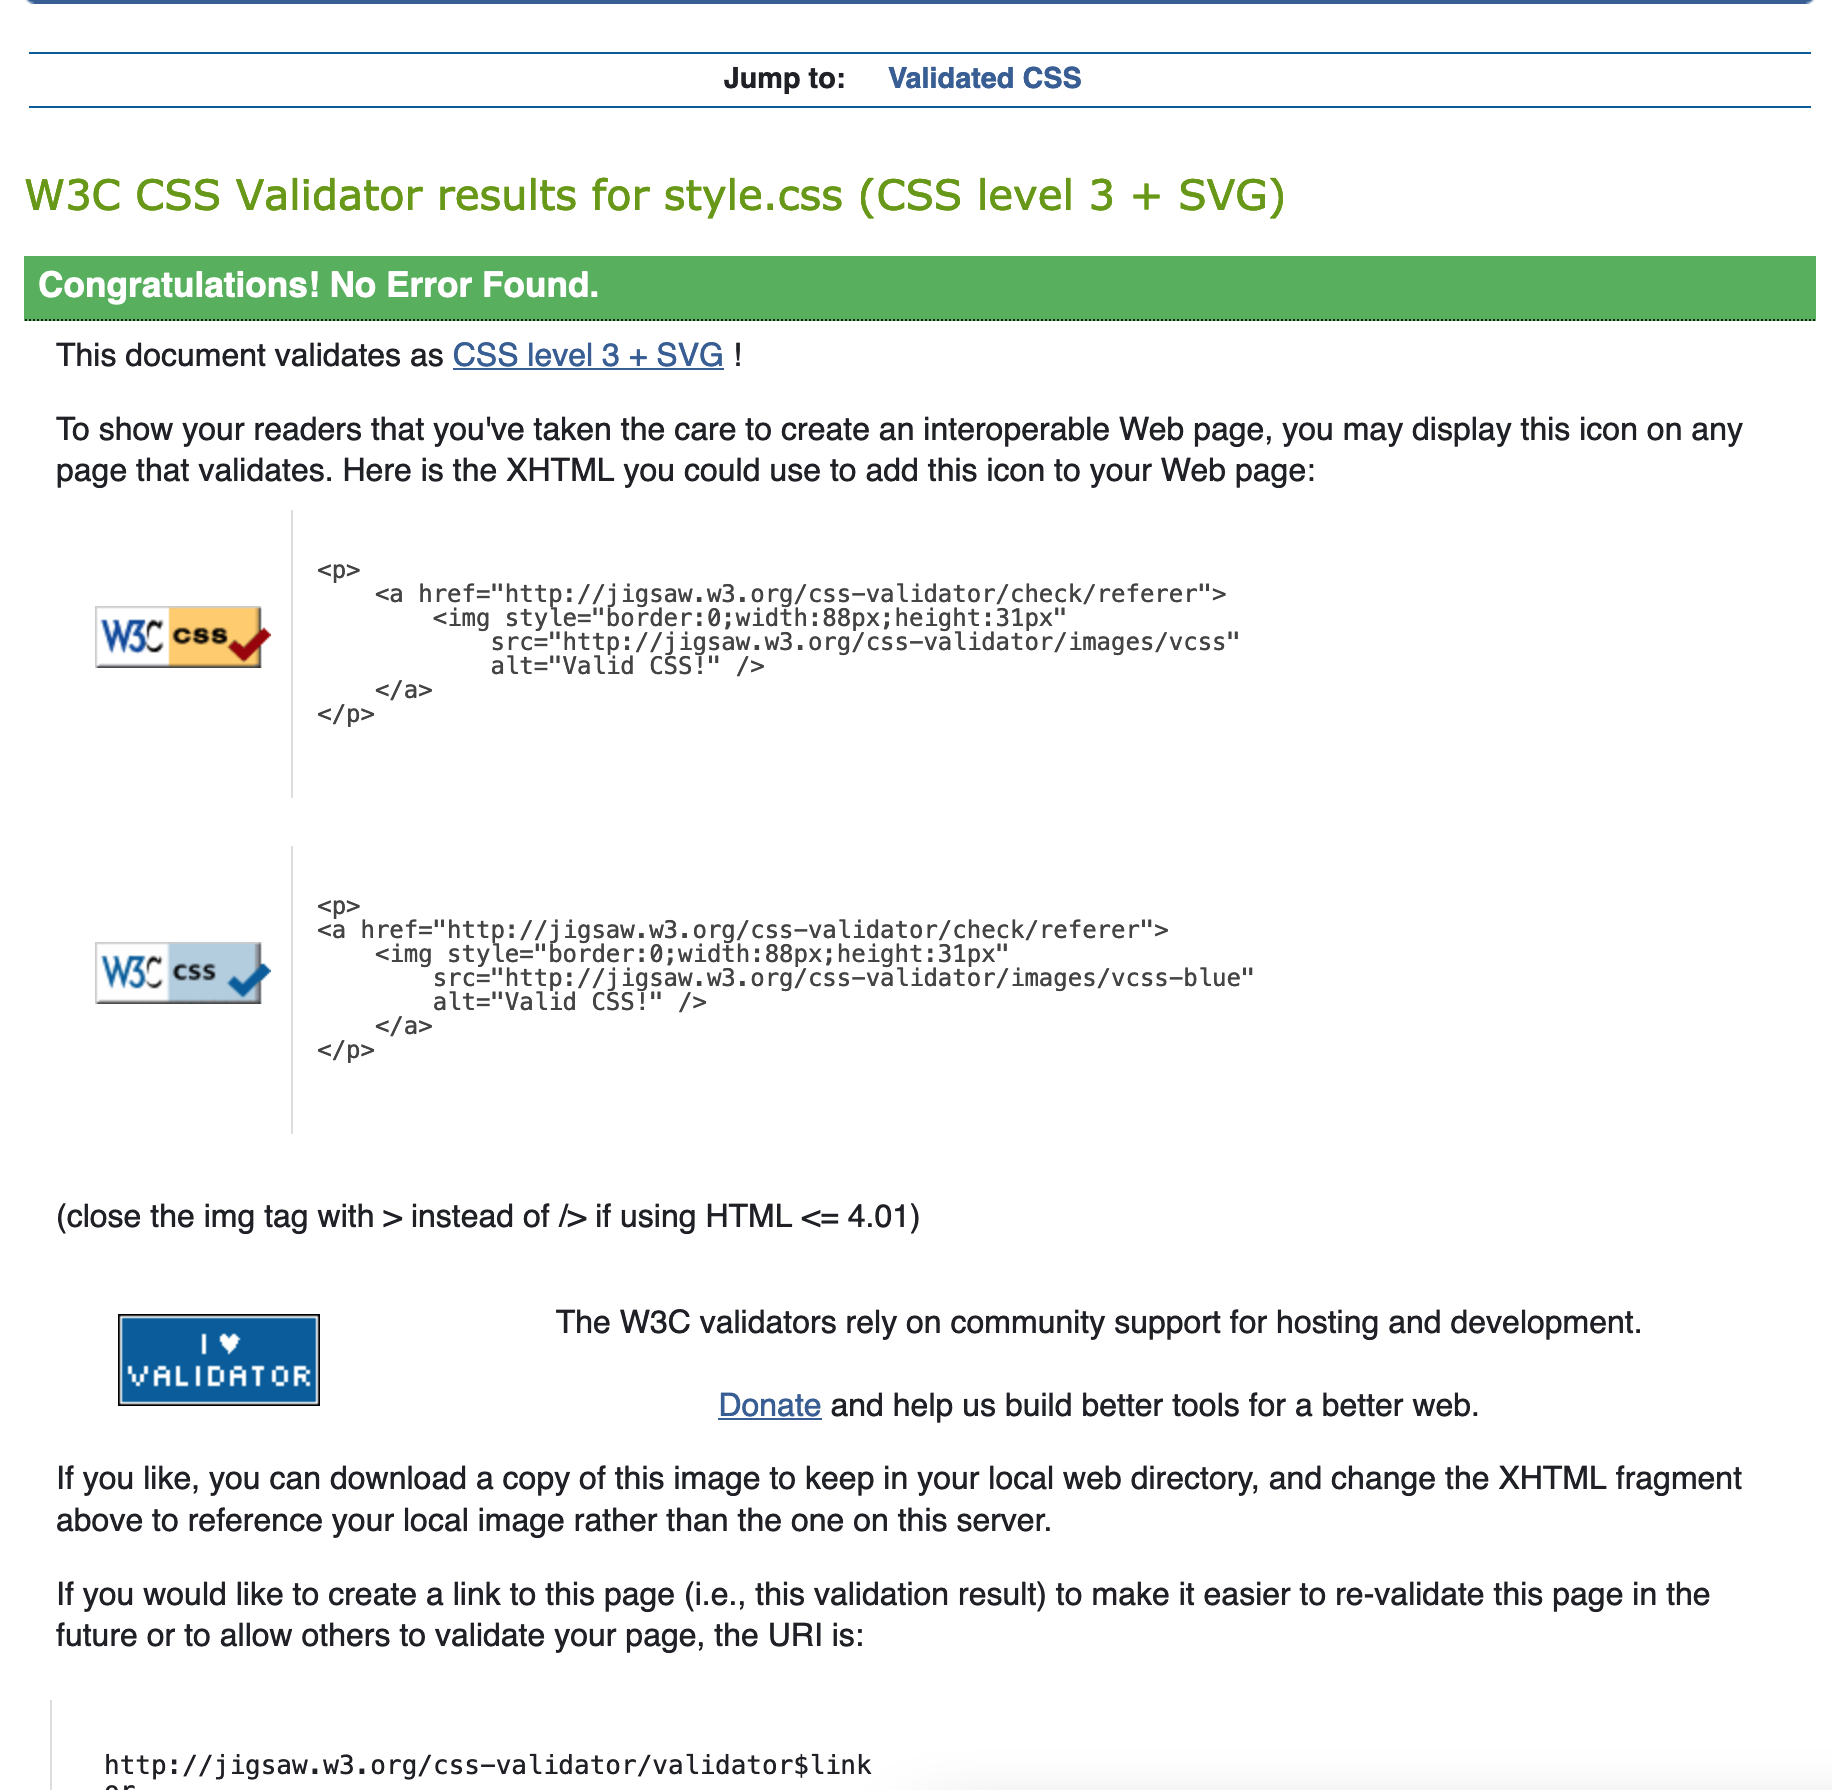 Jump to: Validated CSS
W3C CSS Validator results for style.css (CSS level 3 + SVG)
Congratulations! No Error Found.
This document validates as CSS level 3 + SVG !
To show your readers that you've taken the care to create an interoperable Web page, you may display this icon on any
page that validates. Here is the XHTML you could use to add this icon to your Web page:
<p>
    <a href="http://jigsaw.w3.org/css-validator/check/referer">
        <img style="border:0;width:88px;height:31px"
            src="http://jigsaw.w3.org/css-validator/images/vcss"
            alt="Valid CSS!" />
    </a>
</p>
W3C css
<p>
<a href="http://jigsaw.w3.org/css-validator/check/referer">
    <img style="border:0;width:88px;height:31px"
        src="http://jigsaw.w3.org/css-validator/images/vcss-blue"
        alt="Valid CSS!" />
    </a>
</p>
W3C css
(close the img tag with > instead of /> if using HTML <= 4.01)
I ♥
VALIDATOR
The W3C validators rely on community support for hosting and development.
Donate and help us build better tools for a better web.
If you like, you can download a copy of this image to keep in your local web directory, and change the XHTML fragment
above to reference your local image rather than the one on this server.
If you would like to create a link to this page (i.e., this validation result) to make it easier to re-validate this page in the
future or to allow others to validate your page, the URI is:
http://jigsaw.w3.org/css-validator/validator$link